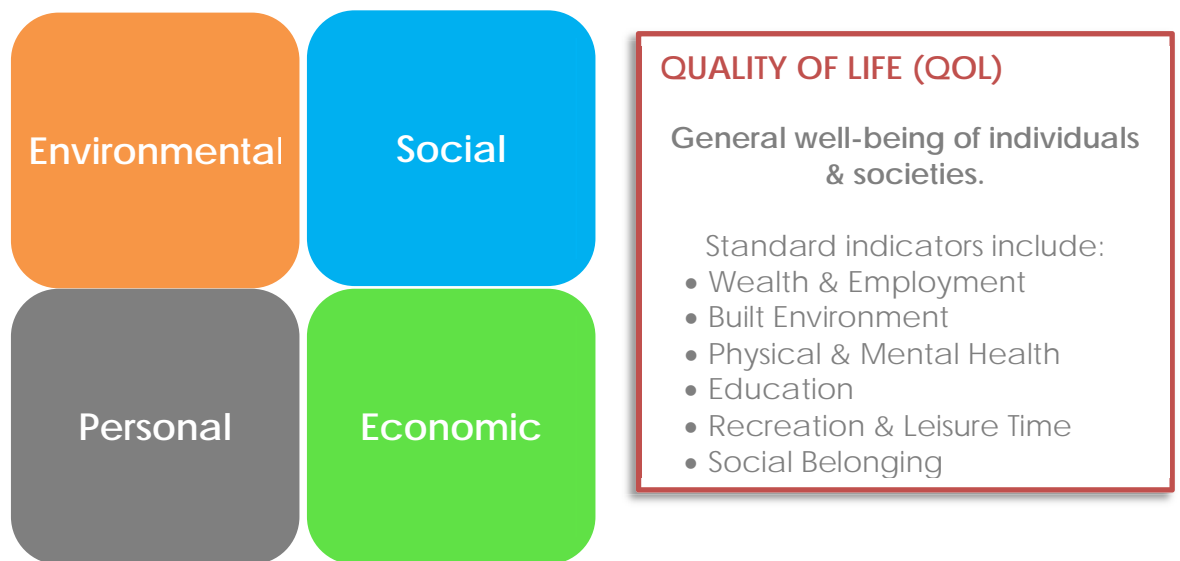 Environmental
Social
Personal
Economic
QUALITY OF LIFE (QOL)
General well-being of individuals
& societies.
Standard indicators include:
• Wealth & Employment
• Built Environment
• Physical & Mental Health
• Education
• Recreation & Leisure Time
• Social Belonging